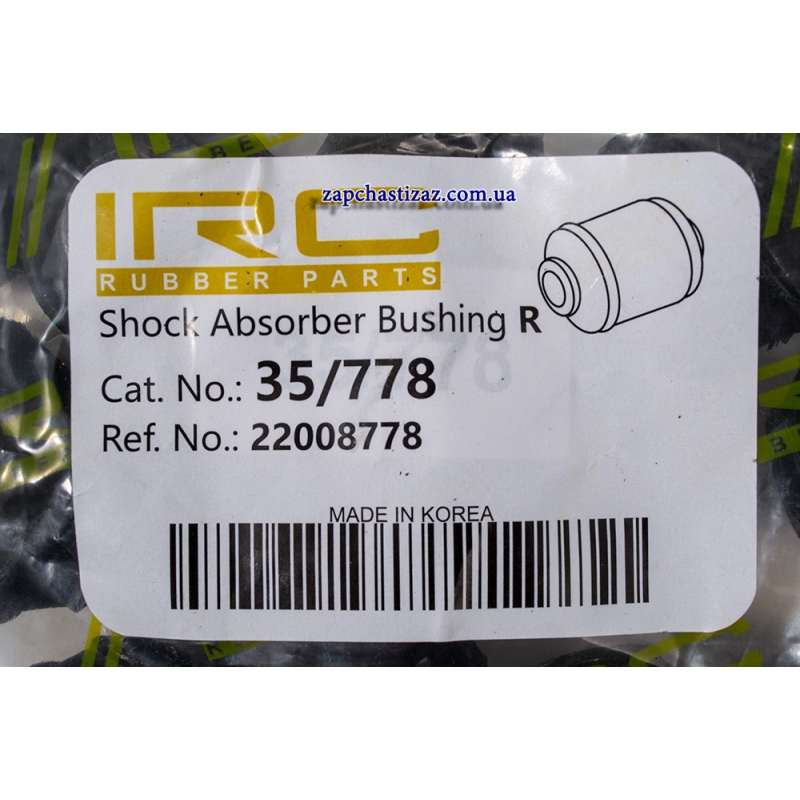 zapchastizaz.com.ua
IRC
RUBBER PARTS
Shock Absorber Bushing R
Cat. No.: 35/778
Ref. No.: 22008778
MADE IN KOREA